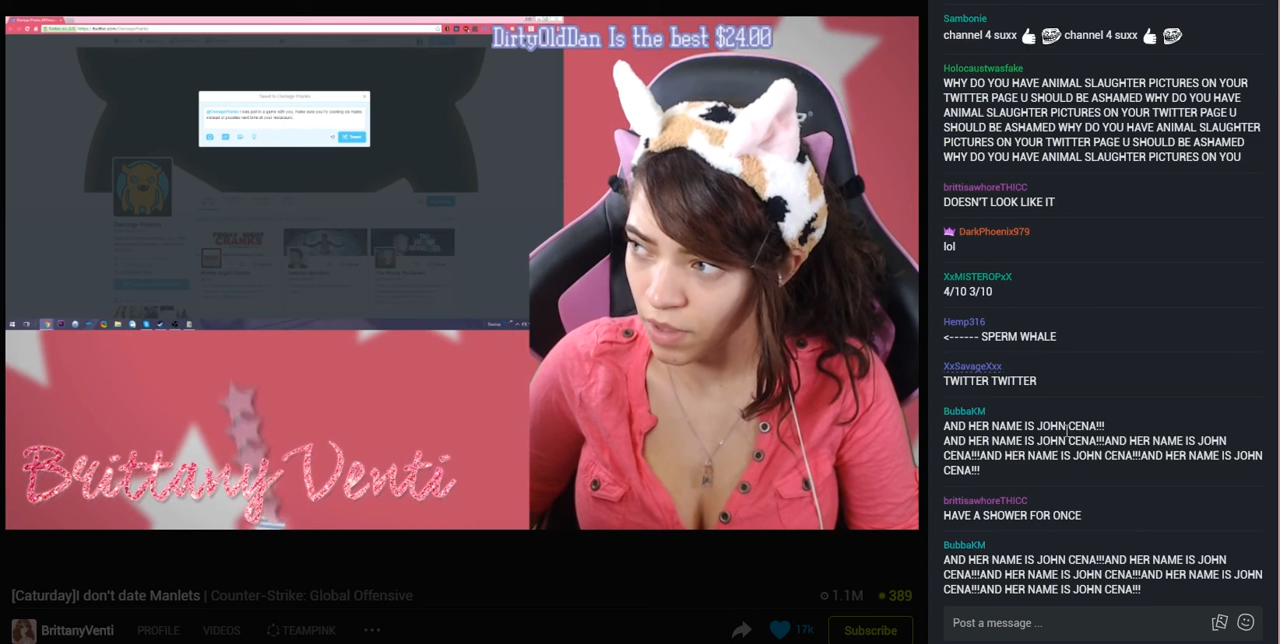 DirtyOldDan Is the best $24.00
Brittany Venti
[Caturday]I don't date Manlets | Counter-Strike: Global Offensive
1.1M
389
BrittanyVenti
PROFILE
VIDEOS
TEAMPINK
17k
Subscribe
Sambonie
channel 4 suxx channel 4 suxx
Holocaustwasfake
WHY DO YOU HAVE ANIMAL SLAUGHTER PICTURES ON YOUR
TWITTER PAGE U SHOULD BE ASHAMED WHY DO YOU HAVE
ANIMAL SLAUGHTER PICTURES ON YOUR TWITTER PAGE U
SHOULD BE ASHAMED WHY DO YOU HAVE ANIMAL SLAUGHTER
PICTURES ON YOUR TWITTER PAGE U SHOULD BE ASHAMED
WHY DO YOU HAVE ANIMAL SLAUGHTER PICTURES ON YOU
brittisawhoreTHICC
DOESN'T LOOK LIKE IT
DarkPhoenix979
lol
XxMISTEROPxX
4/10 3/10
Hemp316
<------ SPERM WHALE
XxSavageXxx
TWITTER TWITTER
BubbaKM
AND HER NAME IS JOHN CENA!!!
AND HER NAME IS JOHN CENA!!!AND HER NAME IS JOHN
CENA!!!AND HER NAME IS JOHN CENA!!!AND HER NAME IS JOHN
CENA!!!
brittisawhoreTHICC
HAVE A SHOWER FOR ONCE
BubbaKM
AND HER NAME IS JOHN CENA!!!AND HER NAME IS JOHN
CENA!!!AND HER NAME IS JOHN CENA!!!AND HER NAME IS JOHN
CENA!!!AND HER NAME IS JOHN CENA!!!
Post a message ...